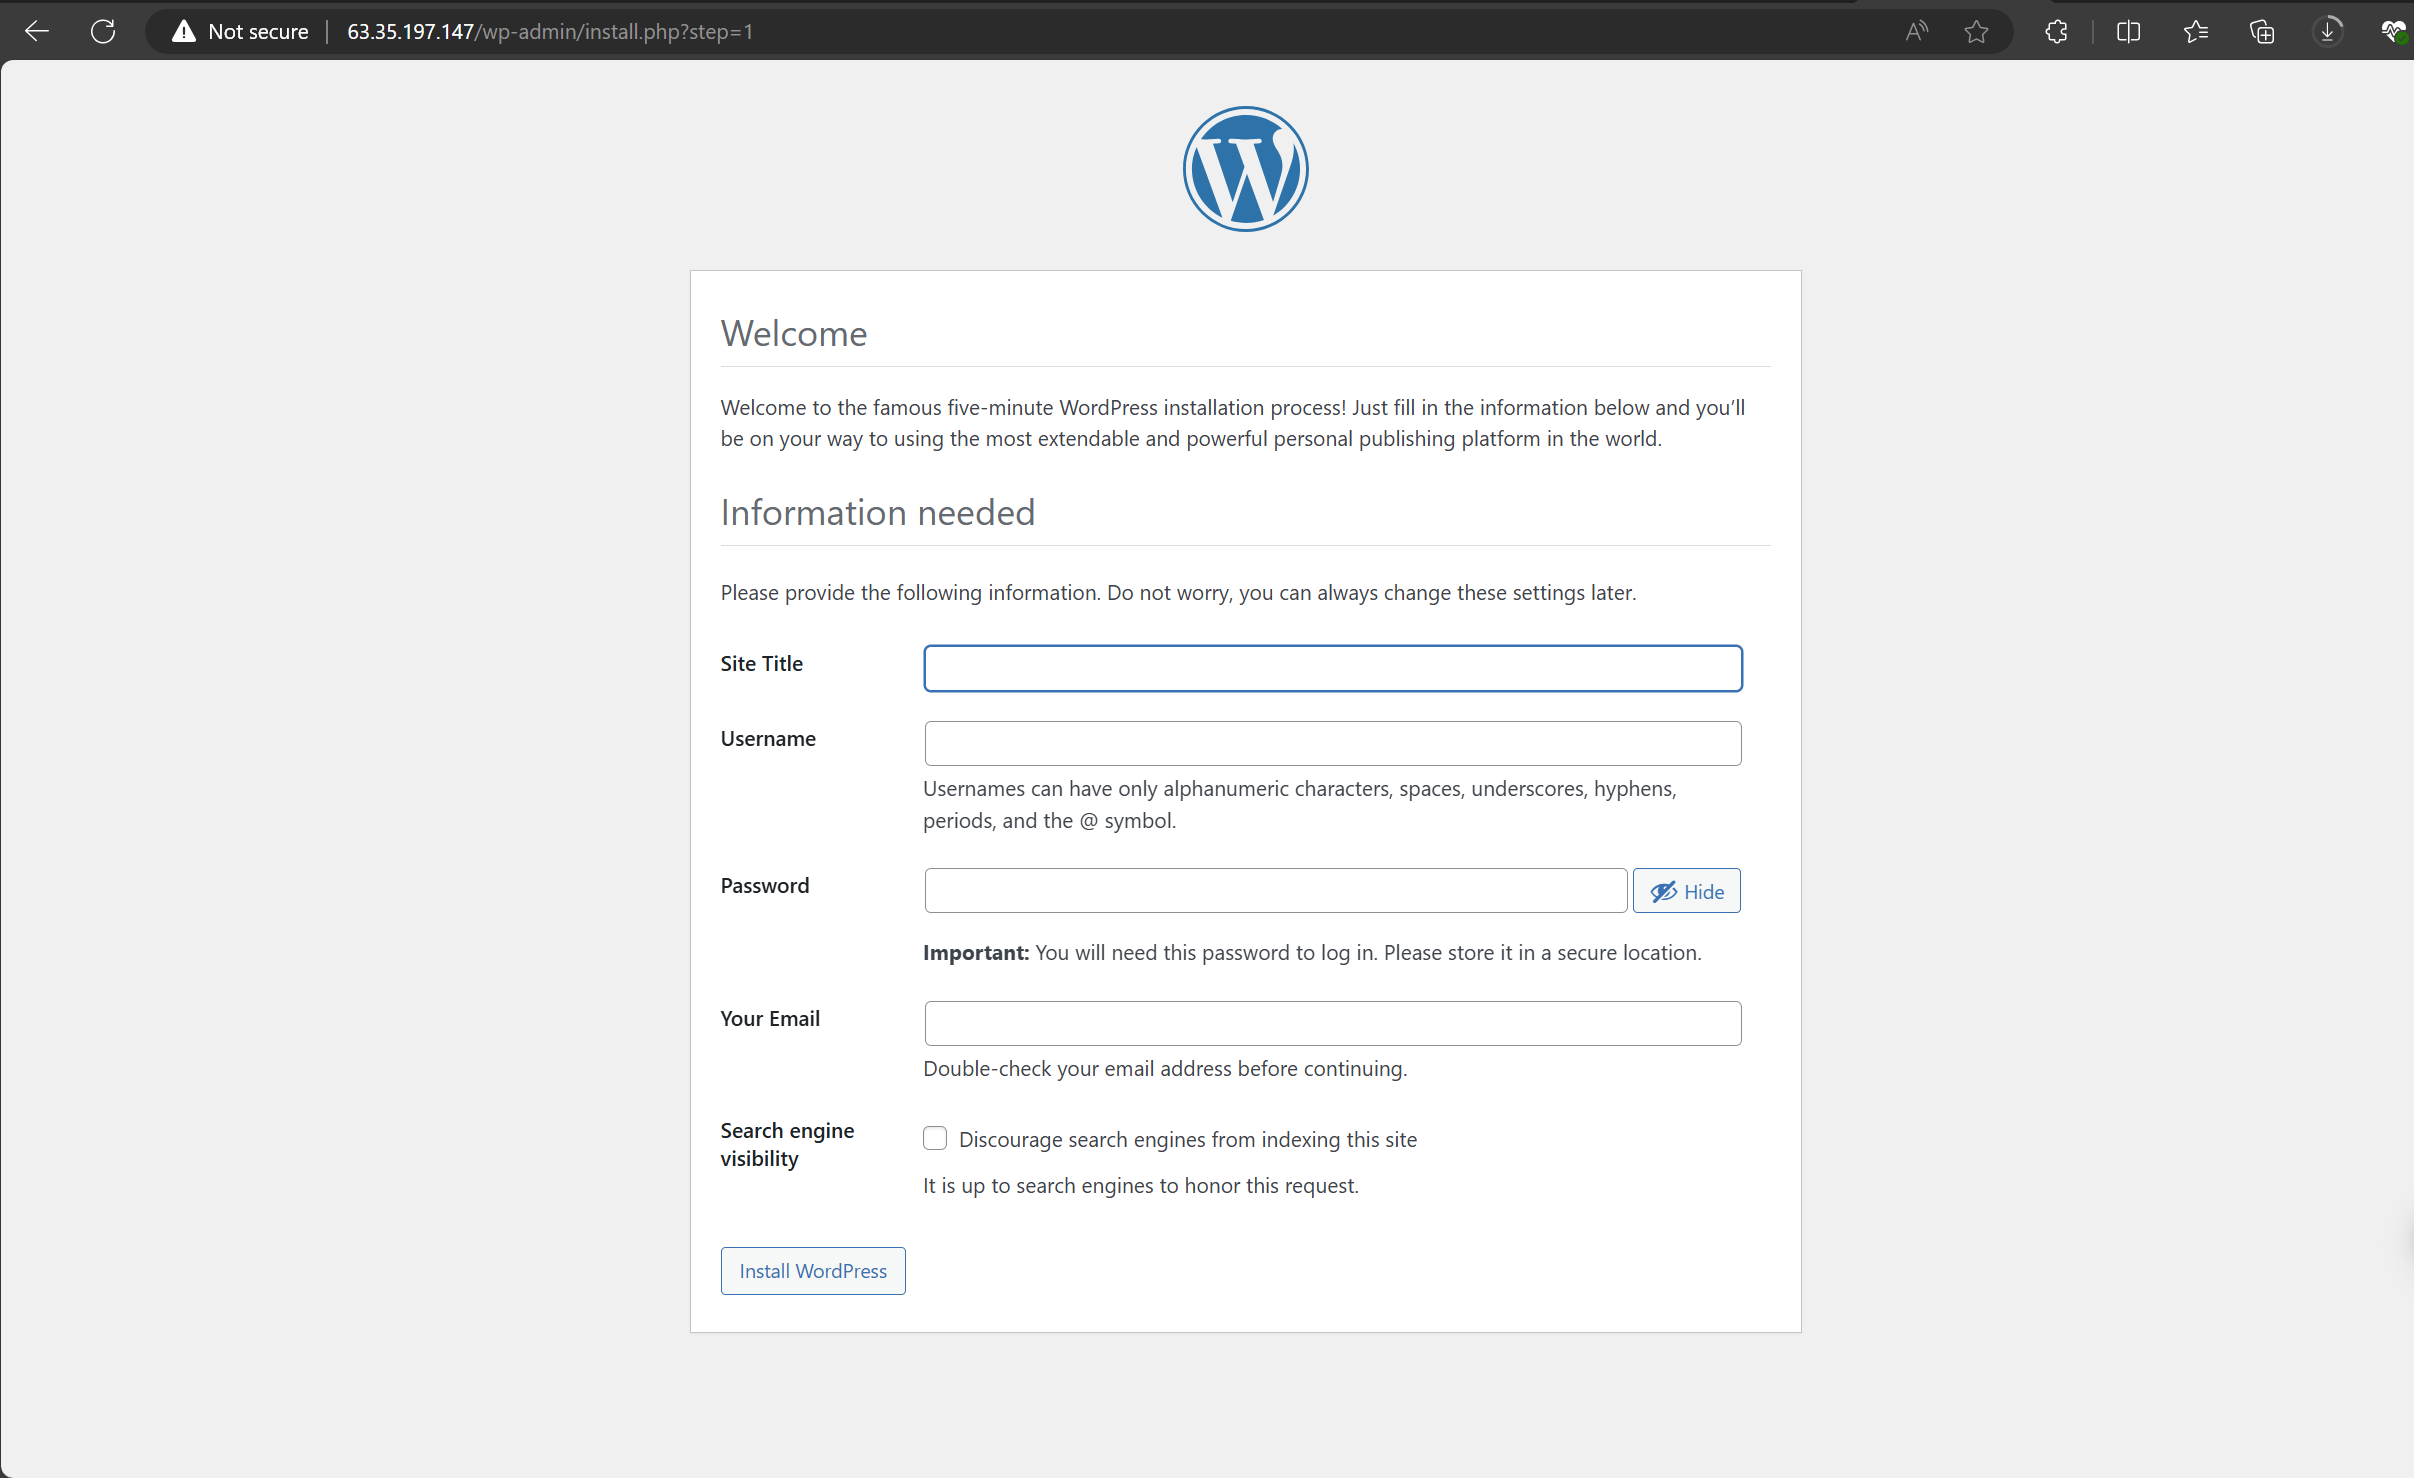 Not secure
63.35.197.147/wp-admin/install.php?step=1
Welcome
Welcome to the famous five-minute WordPress installation process! Just fill in the information below and you’ll
be on your way to using the most extendable and powerful personal publishing platform in the world.
Information needed
Please provide the following information. Do not worry, you can always change these settings later.
Site Title
Username
Usernames can have only alphanumeric characters, spaces, underscores, hyphens,
periods, and the @ symbol.
Password
Hide
Important: You will need this password to log in. Please store it in a secure location.
Your Email
Double-check your email address before continuing.
Search engine
visibility
Discourage search engines from indexing this site
It is up to search engines to honor this request.
Install WordPress